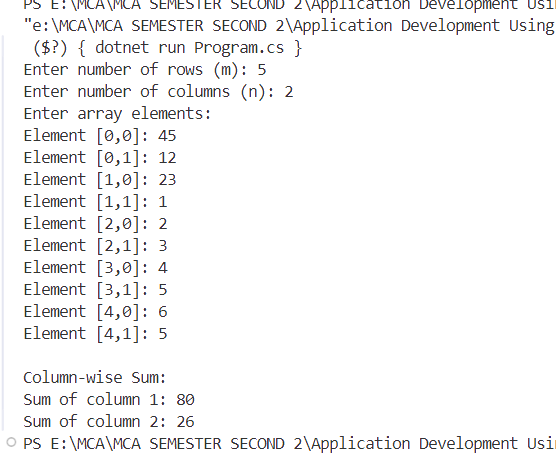 PS E:\MCA\MCA SEMESTER SECOND 2\Application Development Usi
"e:\MCA\MCA SEMESTER SECOND 2\Application Development Using
($?) { dotnet run Program.cs }
Enter number of rows (m): 5
Enter number of columns (n): 2
Enter array elements:
Element [0,0]: 45
Element [0,1]: 12
Element [1,0]: 23
Element [1,1]: 1
Element [2,0]: 2
Element [2,1]: 3
Element [3,0]: 4
Element [3,1]: 5
Element [4,0]: 6
Element [4,1]: 5
Column-wise Sum:
Sum of column 1: 80
Sum of column 2: 26
PS E:\MCA\MCA SEMESTER SECOND 2\Application Development Usi